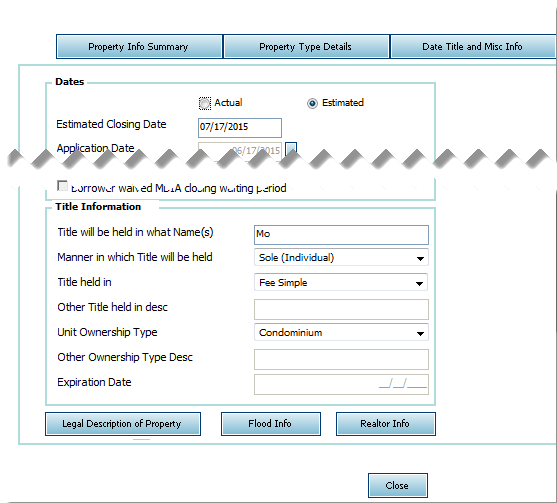 Property Info Summary Property Type Details Date Title and Misc Info
Dates
Actual Estimated
Estimated Closing Date 07/17/2015
Application Date 06/17/2015
Borrower waived MDIA closing waiting period
Title Information
Title will be held in what Name(s) Mo
Manner in which Title will be held Sole (Individual)
Title held in Fee Simple
Other Title held in desc
Unit Ownership Type Condominium
Other Ownership Type Desc
Expiration Date __/__/____
Legal Description of Property Flood Info Realtor Info
Close